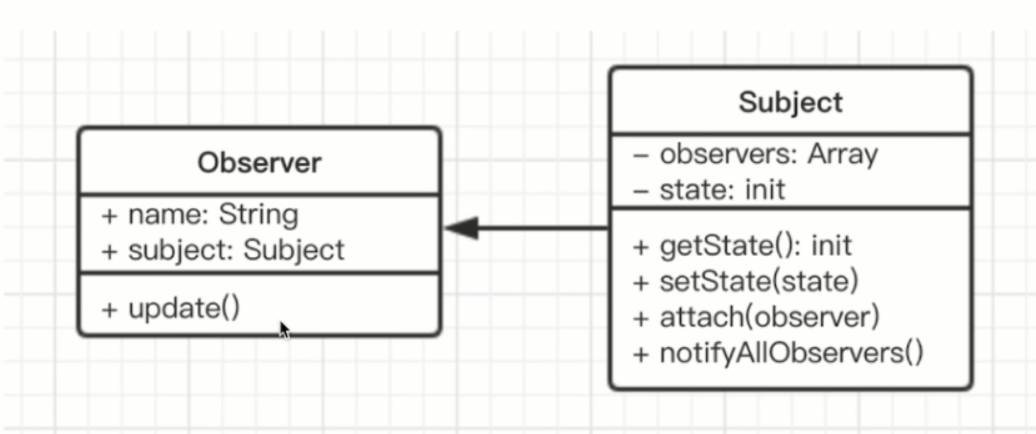 Observer
+ name: String
+ subject: Subject
+ update()
Subject
– observers: Array
– state: init
+ getState(): init
+ setState(state)
+ attach(observer)
+ notifyAllObservers()